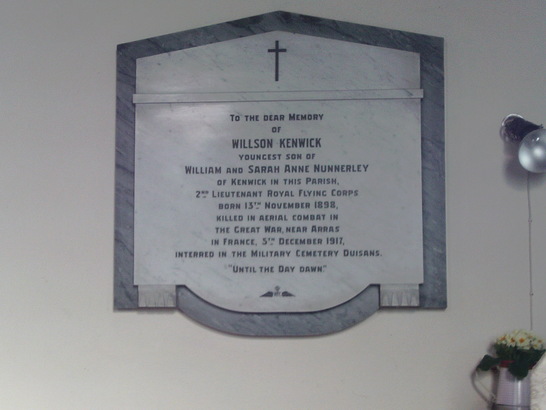 To the dear Memory
of
WILLSON KENWICK
youngest son of
William and Sarah Anne Nunnerley
of Kenwick in this Parish,
2ND Lieutenant Royal Flying Corps
born 13TH November 1898,
killed in aerial combat in
the Great War, near Arras
in France, 5TH December 1917,
interred in the Military Cemetery Duisans.
"Until the Day dawn"